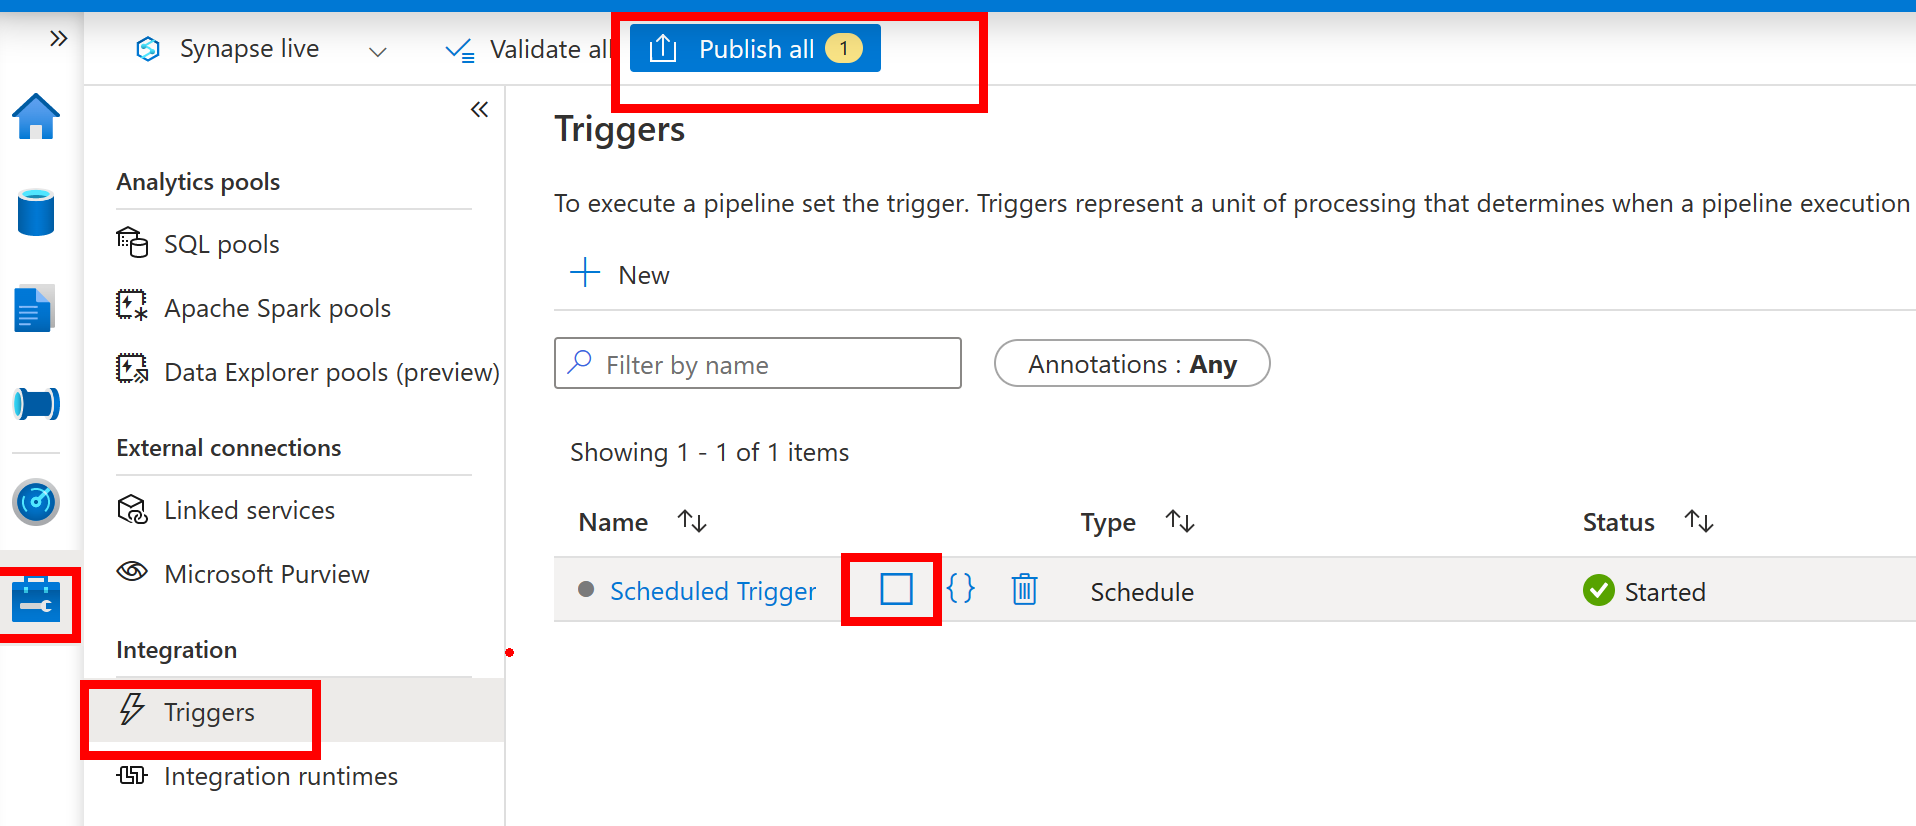 Synapse live
Validate all
Publish all 1
Analytics pools
SQL pools
Apache Spark pools
Data Explorer pools (preview)
External connections
Linked services
Microsoft Purview
Integration
Triggers
Integration runtimes
Triggers
To execute a pipeline set the trigger. Triggers represent a unit of processing that determines when a pipeline execution
New
Filter by name
Annotations : Any
Showing 1 - 1 of 1 items
Name Type Status
Scheduled Trigger {} Schedule Started